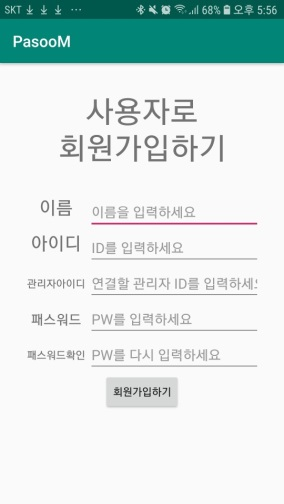 SKT 68% 오후 5:56
PasooM
사용자로
회원가입하기
이름 이름을 입력하세요
아이디 ID를 입력하세요
관리자아이디 연결할 관리자 ID를 입력하세
패스워드 PW를 입력하세요
패스워드확인 PW를 다시 입력하세요
회원가입하기